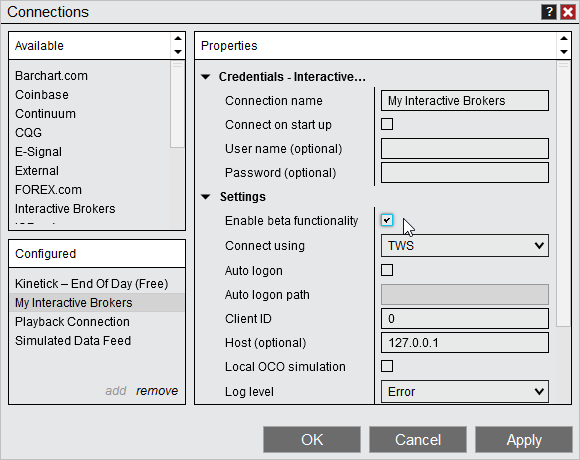 Connections
?
Available
Barchart.com
Coinbase
Continuum
CQG
E-Signal
External
FOREX.com
Interactive Brokers
Configured
Kinetick – End Of Day (Free)
My Interactive Brokers
Playback Connection
Simulated Data Feed
add remove
Properties
Credentials - Interactive...
Connection name My Interactive Brokers
Connect on start up
User name (optional)
Password (optional)
Settings
Enable beta functionality
Connect using TWS
Auto logon
Auto logon path
Client ID 0
Host (optional) 127.0.0.1
Local OCO simulation
Log level Error
OK Cancel Apply